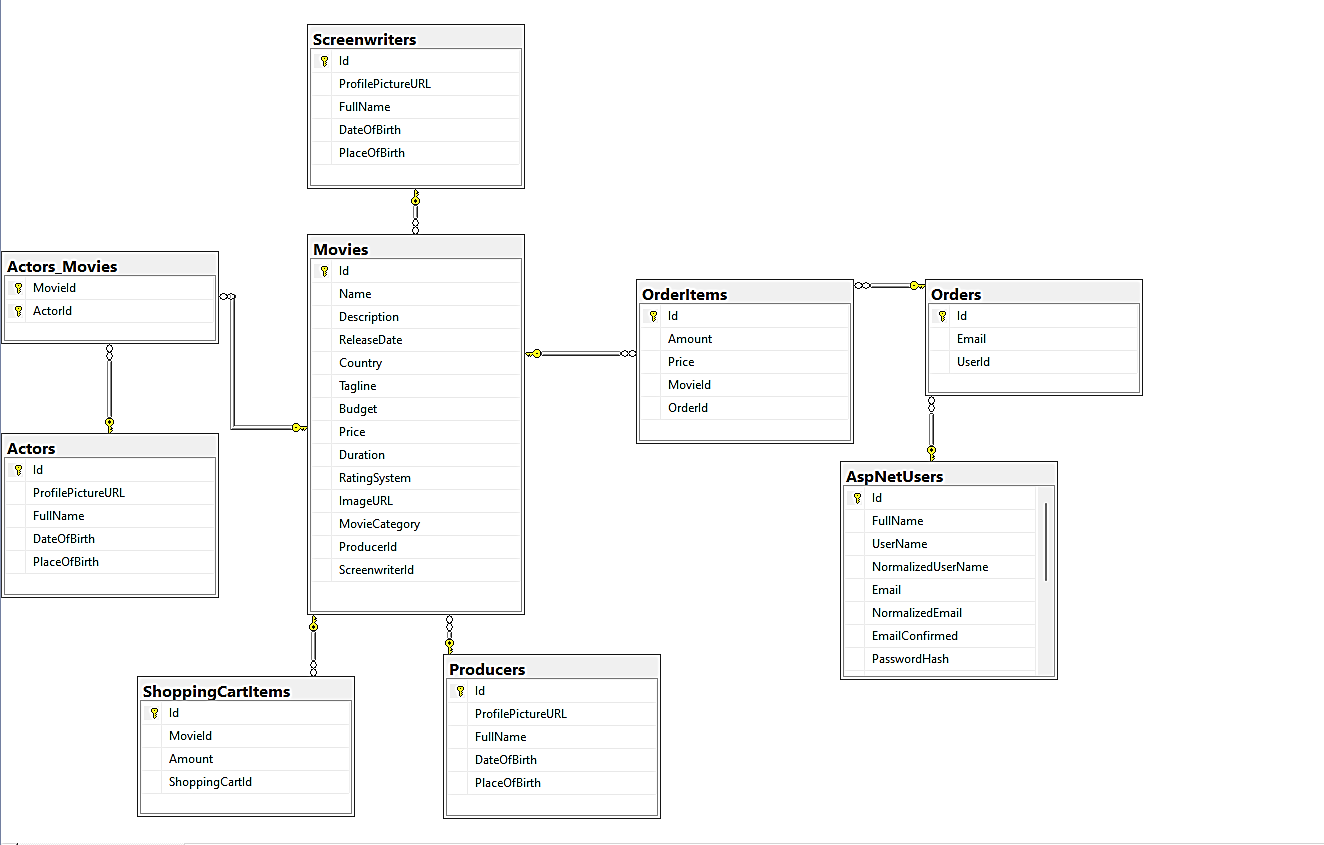 Screenwriters
Id
ProfilePictureURL
FullName
DateOfBirth
PlaceOfBirth
Actors_Movies
MovieId
ActorId
Movies
Id
Name
Description
ReleaseDate
Country
Tagline
Budget
Price
Duration
RatingSystem
ImageURL
MovieCategory
ProducerId
ScreenwriterId
OrderItems
Id
Amount
Price
MovieId
OrderId
Orders
Id
Email
UserId
Actors
Id
ProfilePictureURL
FullName
DateOfBirth
PlaceOfBirth
AspNetUsers
Id
FullName
UserName
NormalizedUserName
Email
NormalizedEmail
EmailConfirmed
PasswordHash
ShoppingCartItems
Id
MovieId
Amount
ShoppingCartId
Producers
Id
ProfilePictureURL
FullName
DateOfBirth
PlaceOfBirth